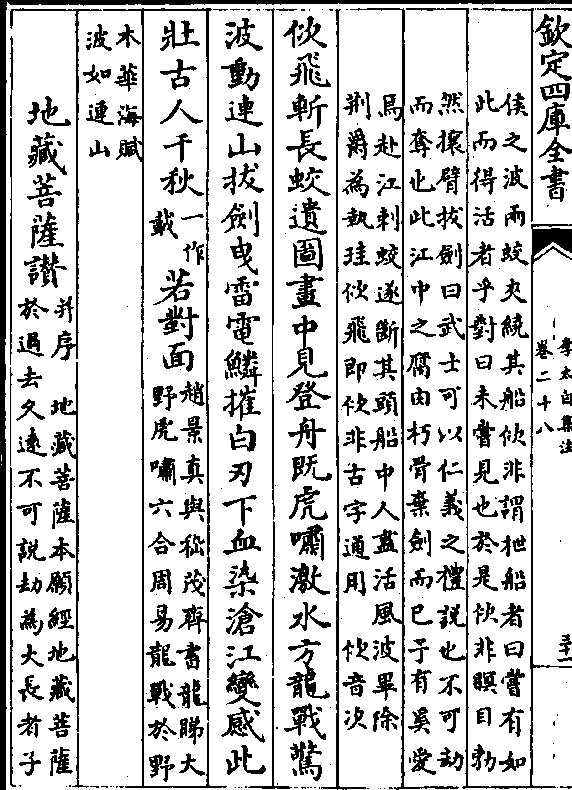 欽定四庫全書
李太白集注
卷二十八
侯之波兩蛟夾繞其船佽非謂枻船者曰嘗有如
此而得活者乎對曰未嘗見也於是佽非瞑目勃
然攘臂拔劍曰武士可以仁義之禮說也不可劫
而奪也此江中之腐肉朽骨棄劍而已予有奚愛
焉赴江刺蛟遂斷其頭船中人盡活風波畢除
荆爵為執珪佽飛即佽非古字通用　佽音次
佽飛斬長蛟遺圖畫中見登舟既虎嘯激水方龍戰驚
波動連山拔劍曳雷電鱗摧白刃下血染滄江變感此
壯古人千秋
一作
載
若對面
趙景真與嵇茂齊書龍睇大
野虎嘯六合周易龍戰於野
木華海賦
波如連山
地藏菩薩讃
并序　地藏菩薩本願經地藏菩薩
於過去久遠不可説劫為大長者子